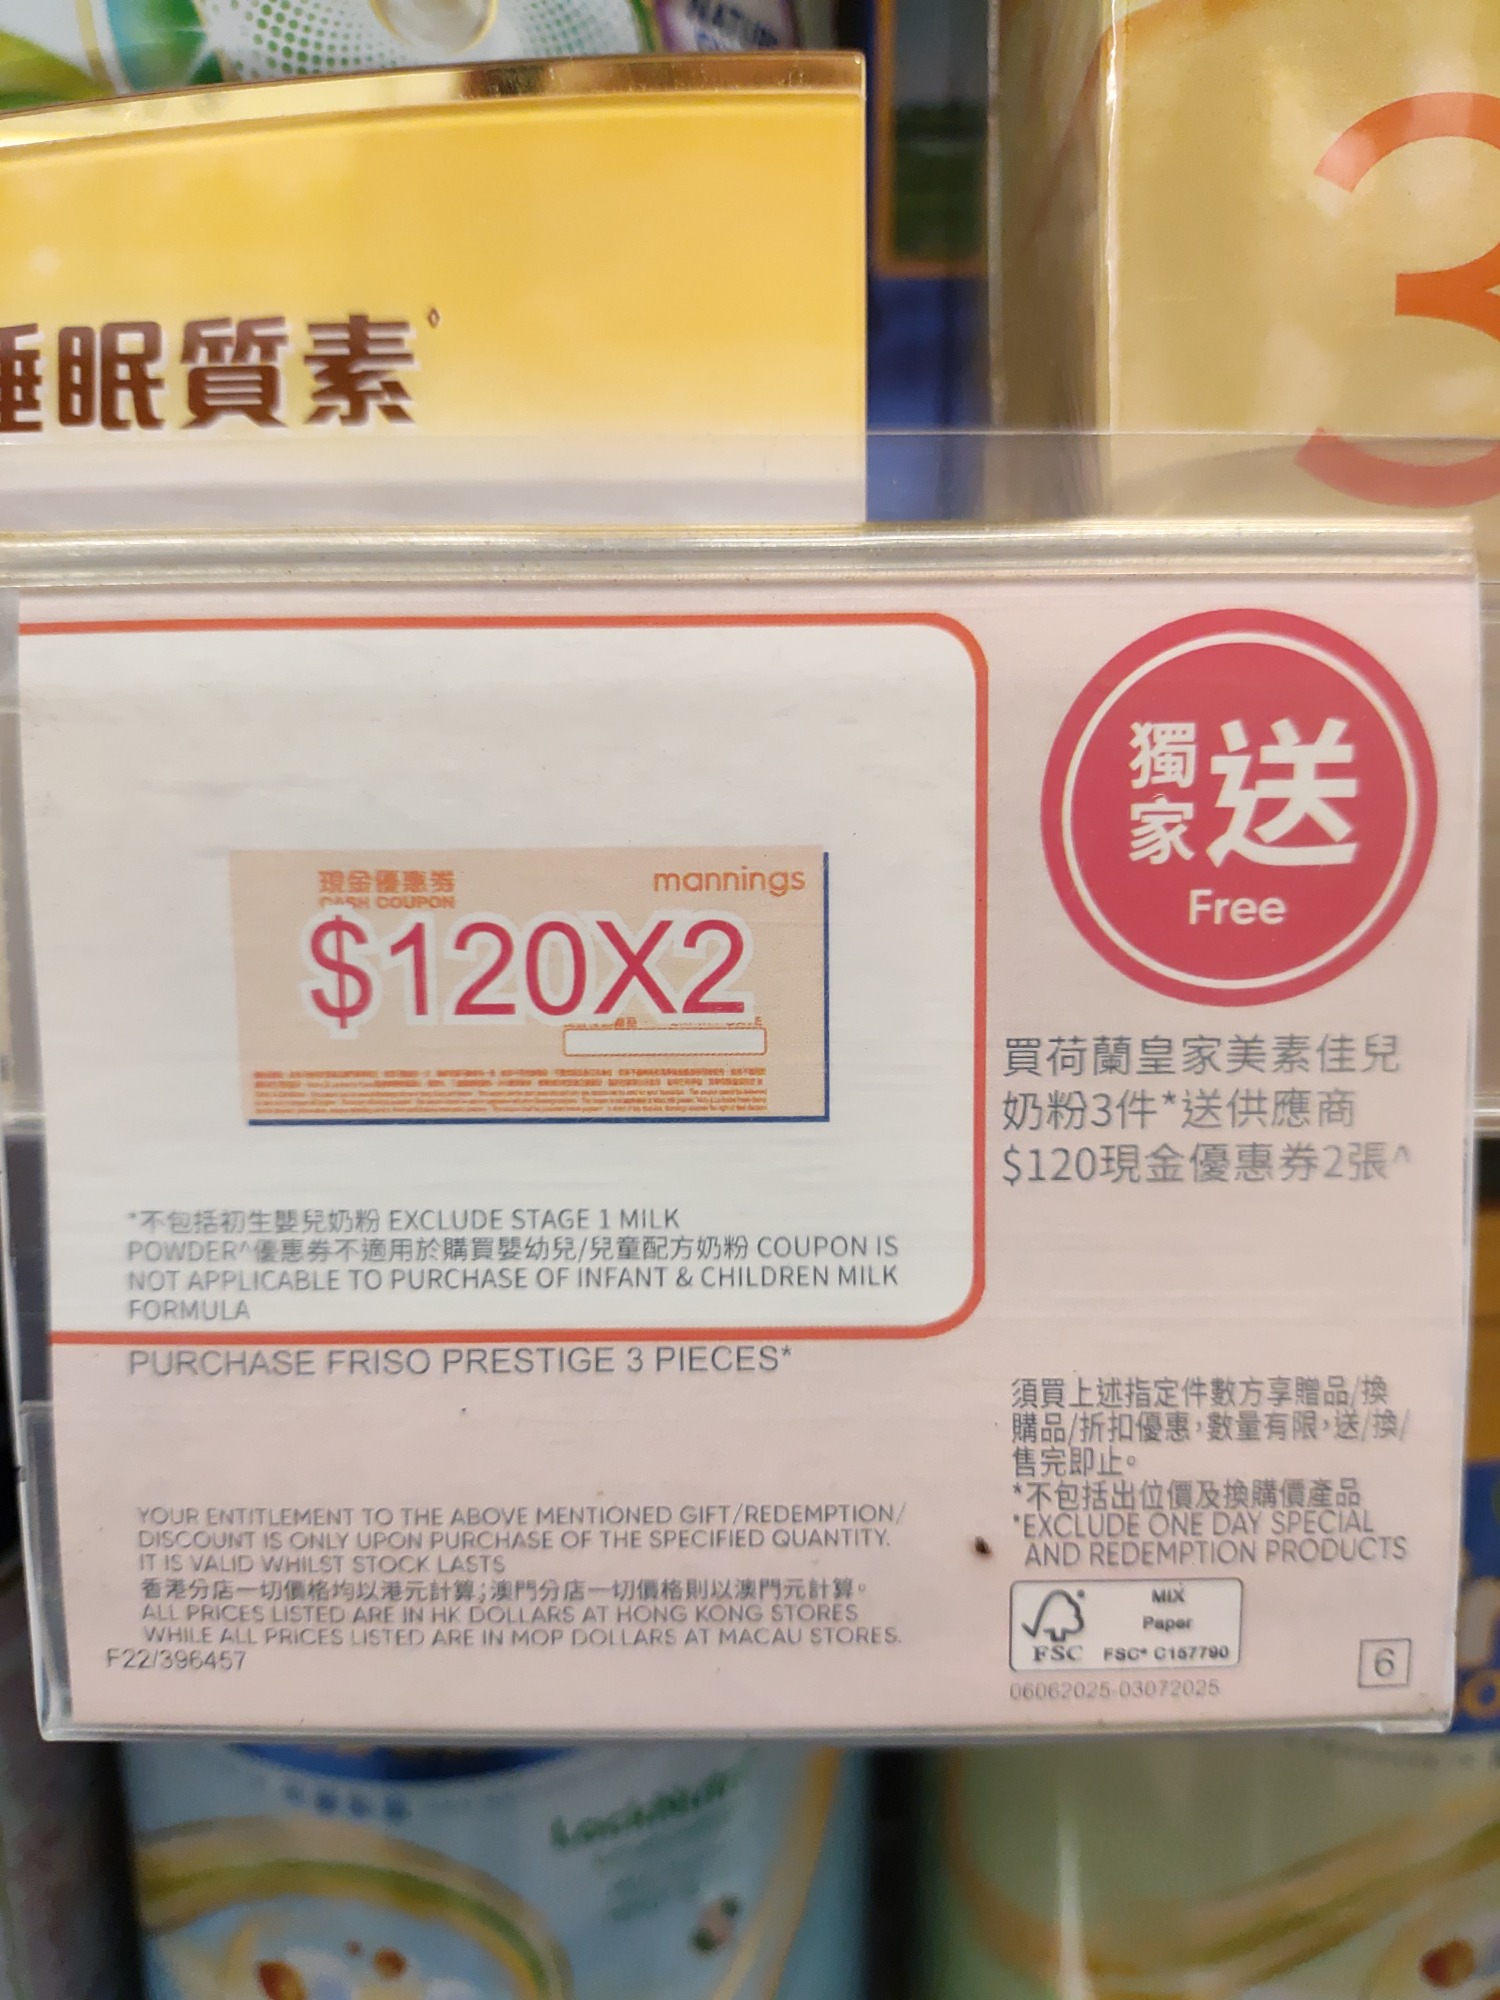 睡眠質素
3
現金優惠券
CASH COUPON
mannings
$120X2
獨家送
Free
買荷蘭皇家美素佳兒
奶粉3件*送供應商
$120現金優惠券2張^
*不包括初生嬰兒奶粉 EXCLUDE STAGE 1 MILK
POWDER^優惠券不適用於購買嬰幼兒/兒童配方奶粉 COUPON IS
NOT APPLICABLE TO PURCHASE OF INFANT & CHILDREN MILK
FORMULA
PURCHASE FRISO PRESTIGE 3 PIECES*
須買上述指定件數方享贈品/換
購品/折扣優惠,數量有限,送/換/
售完即止。
*不包括出位價及換購價產品
*EXCLUDE ONE DAY SPECIAL
AND REDEMPTION PRODUCTS
YOUR ENTITLEMENT TO THE ABOVE MENTIONED GIFT/REDEMPTION/
DISCOUNT IS ONLY UPON PURCHASE OF THE SPECIFIED QUANTITY.
IT IS VALID WHILST STOCK LASTS
香港分店一切價格均以港元計算;澳門分店一切價格則以澳門元計算。
ALL PRICES LISTED ARE IN HK DOLLARS AT HONG KONG STORES
WHILE ALL PRICES LISTED ARE IN MOP DOLLARS AT MACAU STORES.
F22/396457
MIX
Paper
FSC
FSC® C157790
06062025-03072025
6